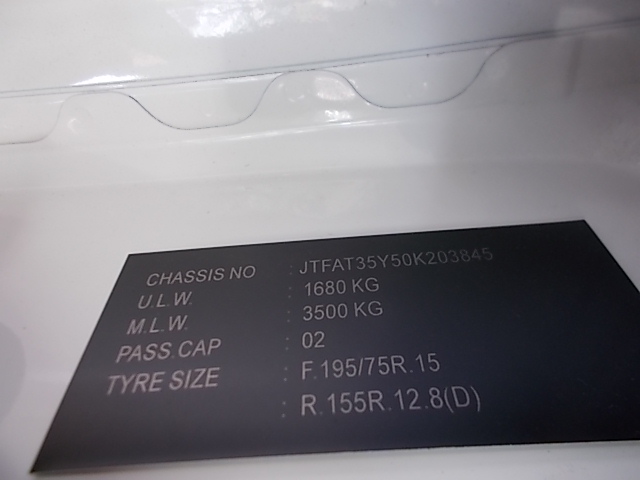 CHASSIS NO : JTFAT35Y50K203845
U.L.W. : 1680 KG
M.L.W. : 3500 KG
PASS.CAP : 02
TYRE SIZE : F.195/75R.15
: R.155R.12.8(D)